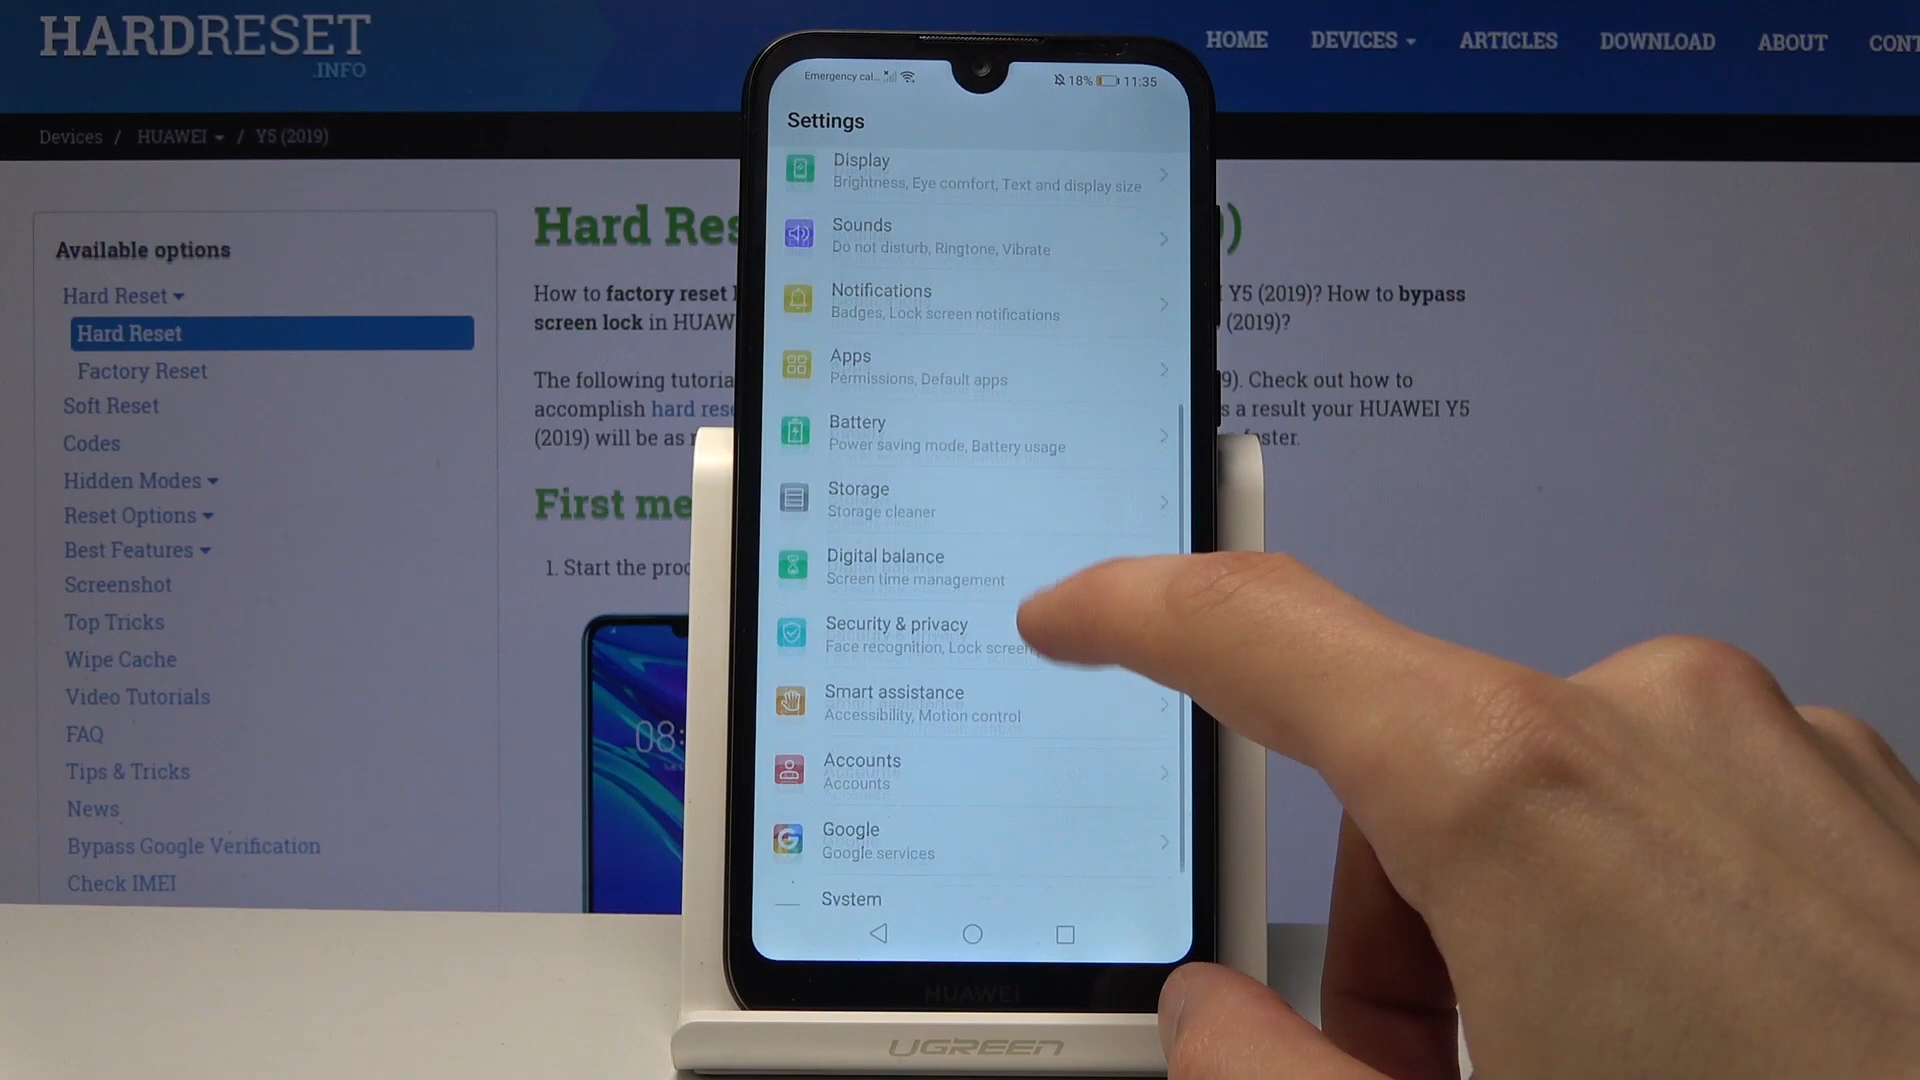 HARDRESET
.INFO
HOME DEVICES ARTICLES DOWNLOAD ABOUT CONT
Devices / HUAWEI / Y5 (2019)
Available options
Hard Reset
Hard Reset
Factory Reset
Soft Reset
Codes
Hidden Modes
Reset Options
Best Features
Screenshot
Top Tricks
Wipe Cache
Video Tutorials
FAQ
Tips & Tricks
News
Bypass Google Verification
Check IMEI
Hard Res )
How to factory reset I Y5 (2019)? How to bypass
screen lock in HUAW (2019)?
The following tutoria 9). Check out how to
accomplish hard rese s a result your HUAWEI Y5
(2019) will be as faster.
First me
1. Start the proc
08:
Emergency cal... 18% 11:35
Settings
Display
Brightness, Eye comfort, Text and display size
Sounds
Do not disturb, Ringtone, Vibrate
Notifications
Badges, Lock screen notifications
Apps
Permissions, Default apps
Battery
Power saving mode, Battery usage
Storage
Storage cleaner
Digital balance
Screen time management
Security & privacy
Face recognition, Lock screen
Smart assistance
Accessibility, Motion control
Accounts
Accounts
Google
Google services
System
HUAWEI
UGREEN